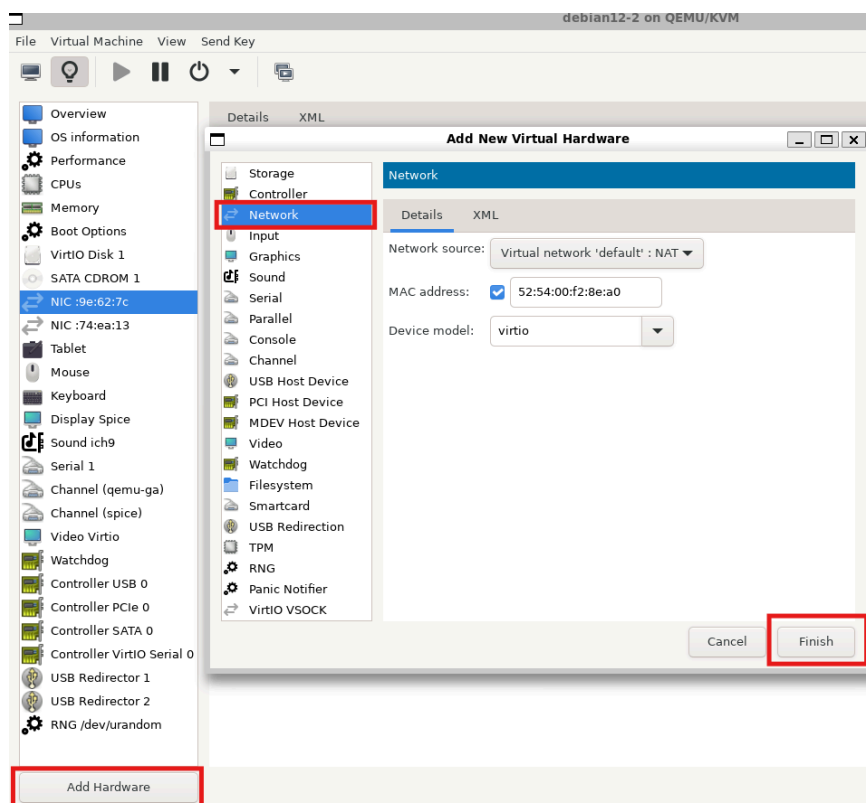 debian12-2 on QEMU/KVM
File Virtual Machine View Send Key
Overview
OS information
Performance
CPUs
Memory
Boot Options
VirtIO Disk 1
SATA CDROM 1
NIC :9e:62:7c
NIC :74:ea:13
Tablet
Mouse
Keyboard
Display Spice
Sound ich9
Serial 1
Channel (qemu-ga)
Channel (spice)
Video Virtio
Watchdog
Controller USB 0
Controller PCIe 0
Controller SATA 0
Controller VirtIO Serial 0
USB Redirector 1
USB Redirector 2
RNG /dev/urandom
Add Hardware
Details XML
Add New Virtual Hardware
Storage
Controller
Network
Input
Graphics
Sound
Serial
Parallel
Console
Channel
USB Host Device
PCI Host Device
MDEV Host Device
Video
Watchdog
Filesystem
Smartcard
USB Redirection
TPM
RNG
Panic Notifier
VirtIO VSOCK
Network
Details XML
Network source: Virtual network 'default' : NAT
MAC address: 52:54:00:f2:8e:a0
Device model: virtio
Cancel Finish